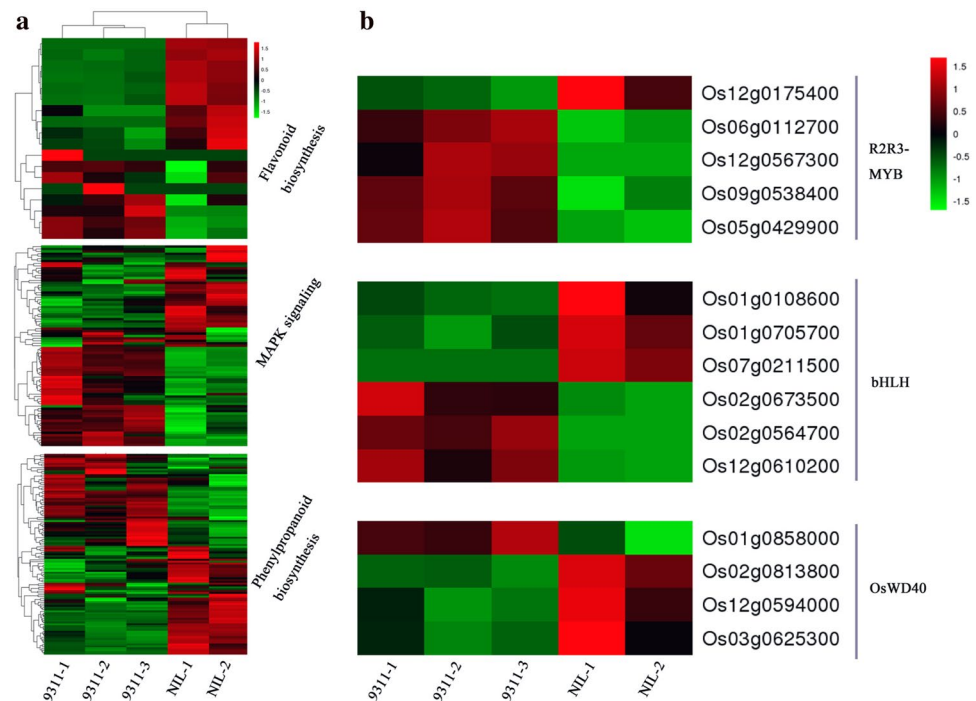 a
1.5
1
0.5
0
-0.5
-1
-1.5
Flavonoid
biosynthesis
MAPK signaling
Phenylpropanoid
biosynthesis
9311-1
9311-2
9311-3
NIL-1
NIL-2
b
Os12g0175400
Os06g0112700
Os12g0567300
Os09g0538400
Os05g0429900
R2R3-
MYB
Os01g0108600
Os01g0705700
Os07g0211500
Os02g0673500
Os02g0564700
Os12g0610200
bHLH
Os01g0858000
Os02g0813800
Os12g0594000
Os03g0625300
OsWD40
9311-1
9311-2
9311-3
NIL-1
NIL-2
1.5
1
0.5
0
-0.5
-1
-1.5